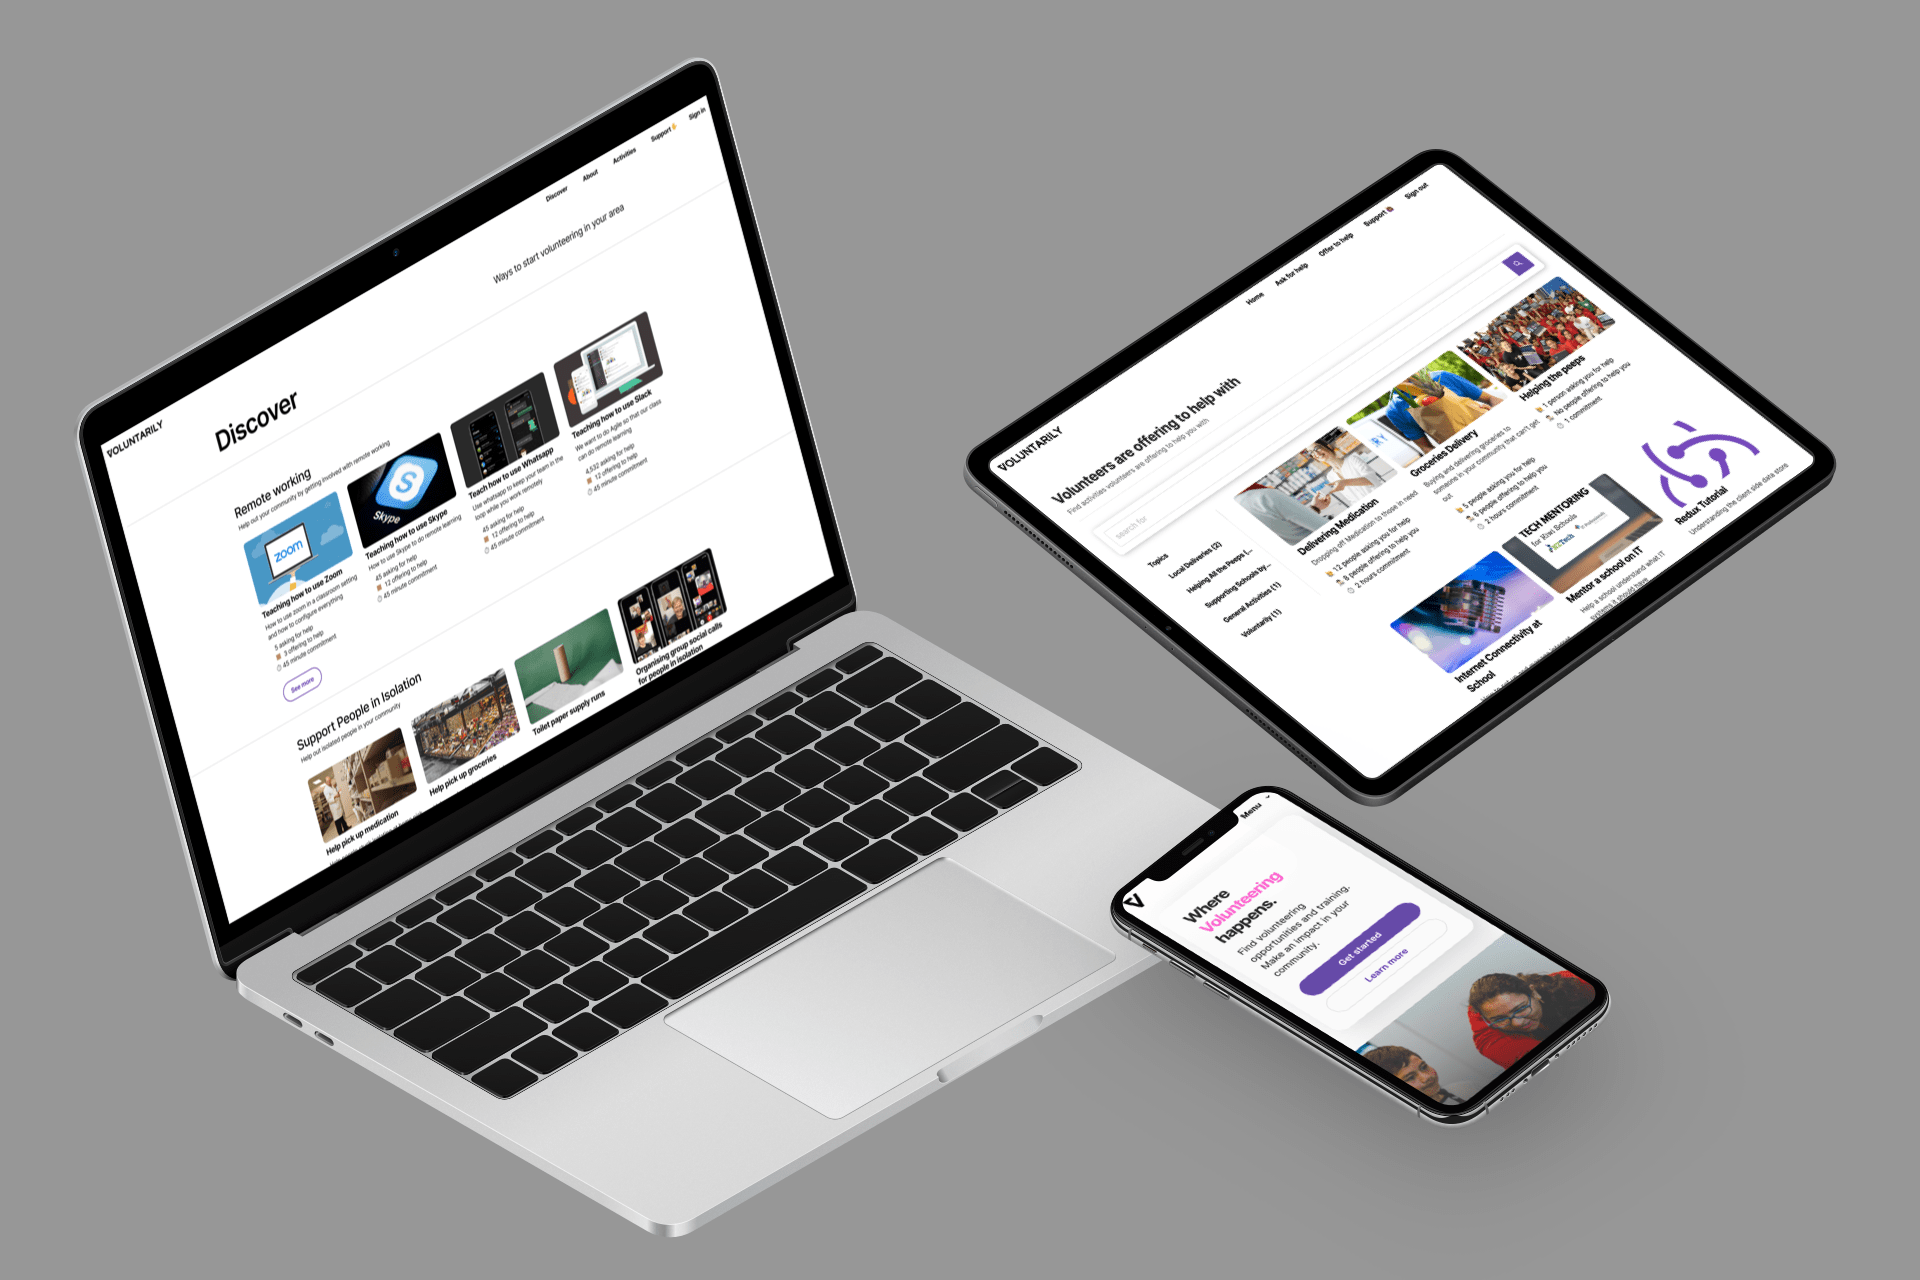 VOLUNTARILY
Discover
About
Activities
Support
Sign in
Discover
Ways to start volunteering in your area
Remote working
Help out your community by getting involved with remote working
zoom
Teaching how to use Zoom
How to use zoom in a classroom setting
and how to configure everything
5 asking for help
3 offering to help
45 minute commitment
See more
Skype
Teaching how to use Skype
How to use Skype to do remote learning
45 asking for help
12 offering to help
45 minute commitment
Teach how to use Whatsapp
Use whatsapp to keep your team in the
loop while you work remotely
45 asking for help
12 offering to help
45 minute commitment
Teaching how to use Slack
We want to do Agile so that our class
can do remote learning
4,532 asking for help
12 offering to help
45 minute commitment
Support People in Isolation
Help out isolated people in your community
Help pick up medication
Help pick up groceries
Toilet paper supply runs
Organising group social calls
for people in isolation
VOLUNTARILY
Home
Ask for help
Offer to help
Support
Sign out
Volunteers are offering to help with
Find activities volunteers are offering to help you with
search for
Topics
Local Deliveries (2)
Helping All the Peeps (...
Supporting Schools by...
General Activities (1)
Voluntarily (1)
Delivering Medication
Dropping off Medication to those in need
12 people asking you for help
8 people offering to help you
2 hours commitment
Groceries Delivery
Buying and delivering groceries to
someone in your community that can't get
out
5 people asking you for help
6 people offering to help you
2 hours commitment
Helping the peeps
1 person asking you for help
No people offering to help you
1 commitment
Internet Connectivity at
School
TECH MENTORING
for Kiwi Schools
Mentor a school on IT
Help a school understand what IT
systems it should have
Redux Tutorial
Understanding the client side data store
V
Menu
Where
Volunteering
happens.
Find volunteering
opportunities and training.
Make an impact in your
community.
Get started
Learn more